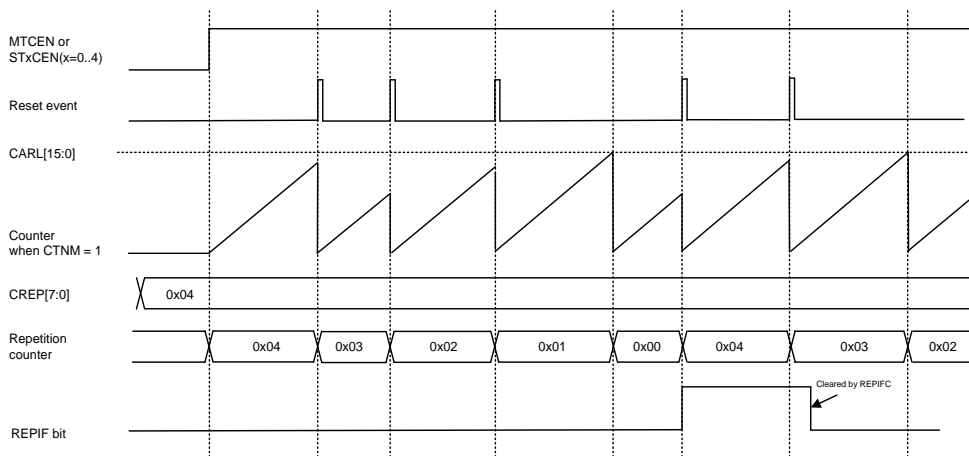 MTCEN or
STxCEN(x=0..4)
Reset event
CARL[15:0]
Counter
when CTNM = 1
CREP[7:0]
0x04
Repetition
counter
0x04
0x03
0x02
0x01
0x00
0x04
0x03
0x02
Cleared by REPIFC
REPIF bit